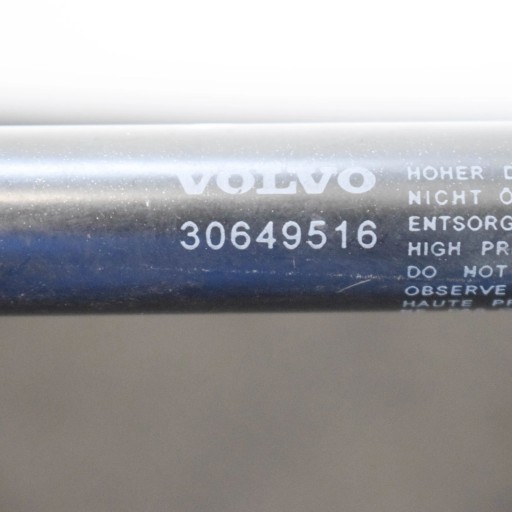 VOLVO
30649516
HOHER D
NICHT Ö
ENTSORG
HIGH PR
DO NOT
OBSERVE
HAUTE PR